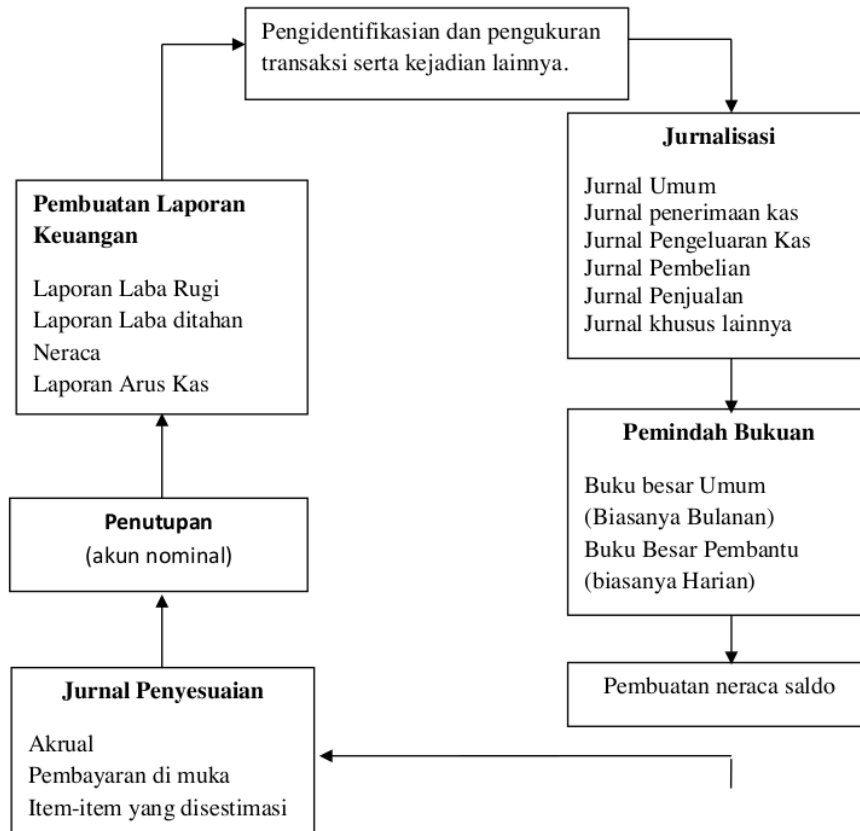 Pengidentifikasian dan pengukuran
transaksi serta kejadian lainnya.
Jurnalisasi
Jurnal Umum
Jurnal penerimaan kas
Jurnal Pengeluaran Kas
Jurnal Pembelian
Jurnal Penjualan
Jurnal khusus lainnya
Pemindah Bukuan
Buku besar Umum
(Biasanya Bulanan)
Buku Besar Pembantu
(biasanya Harian)
Pembuatan neraca saldo
Jurnal Penyesuaian
Akrual
Pembayaran di muka
Item-item yang disestimasi
Penutupan
(akun nominal)
Pembuatan Laporan
Keuangan
Laporan Laba Rugi
Laporan Laba ditahan
Neraca
Laporan Arus Kas